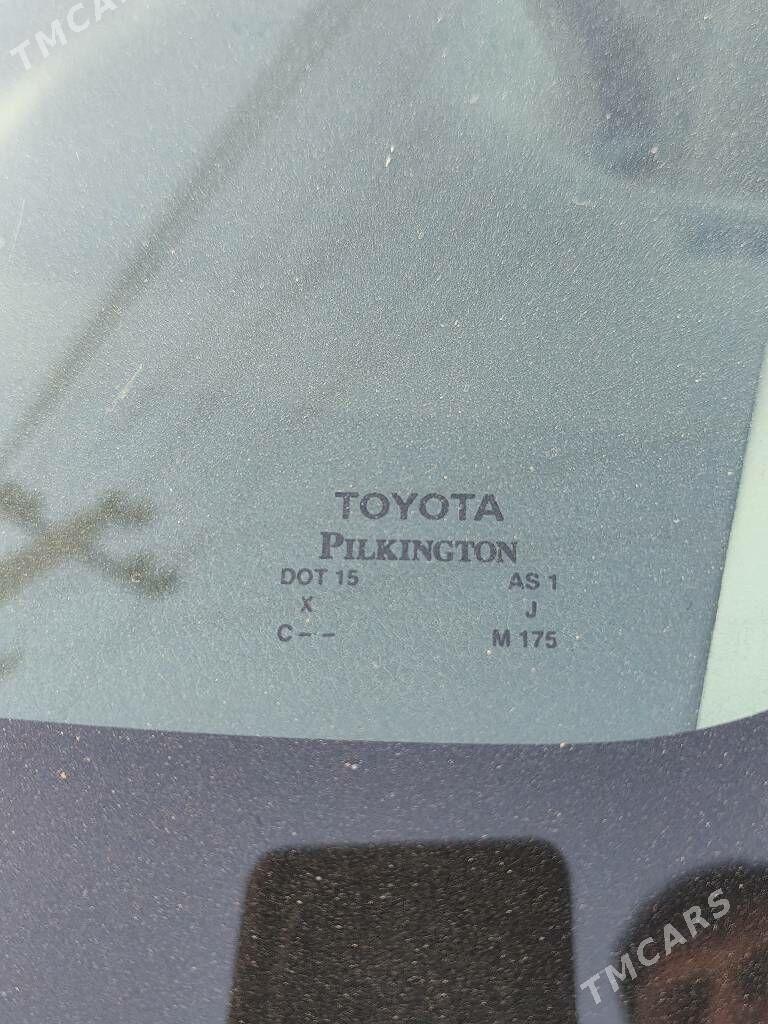 TMCARS
TOYOTA
PILKINGTON
DOT 15 AS 1
X J
C-- M 175
TMCARS